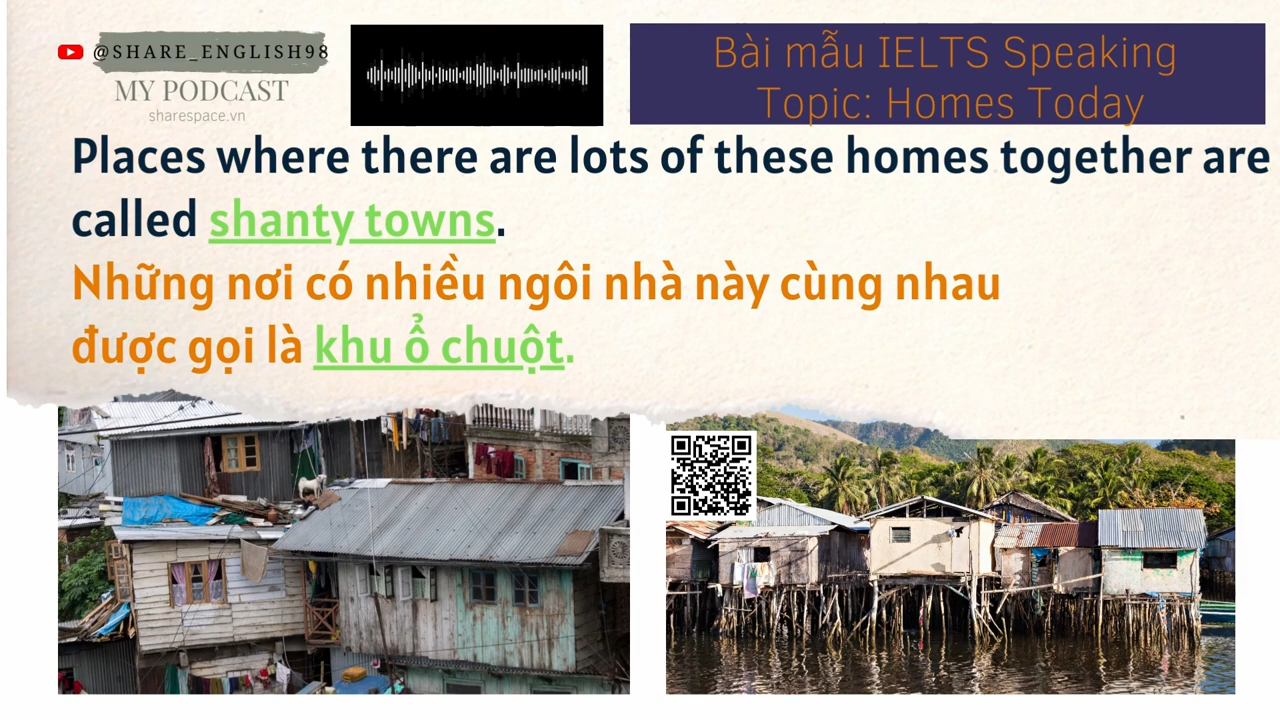 @SHARE_ENGLISH98
MY PODCAST
sharespace.vn
Bài mẫu IELTS Speaking
Topic: Homes Today
Places where there are lots of these homes together are
called shanty towns.
Những nơi có nhiều ngôi nhà này cùng nhau
được gọi là khu ổ chuột.